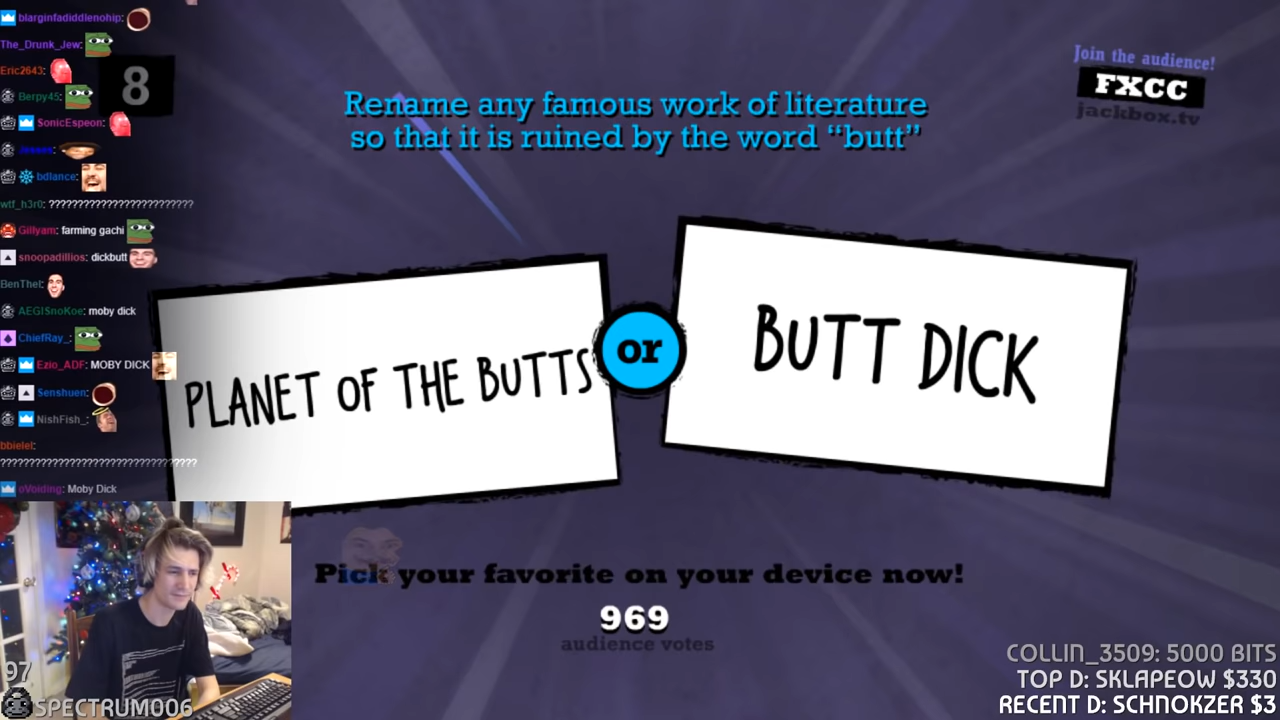 blarginfadiddlenohip:
The_Drunk_Jew:
Eric2643:
8
Berpy45:
SonicEspeon:
bdlance:
wtf_h3r0: ??????????????????????????
Gillyam: farming gachi
snoopadillios: dickbutt
BenThet:
AEGISnoKoe: moby dick
ChiefRay_:
Ezio_ADF: MOBY DICK
Senshuen:
NishFish_:
bbielel:
???????????????????????????????????
oVoiding: Moby Dick
Join the audience!
FXCC
jackbox.tv
Rename any famous work of literature
so that it is ruined by the word “butt”
PLANET OF THE BUTTS
or
BUTT DICK
Pick your favorite on your device now!
969
audience votes
97
SPECTRUM006
COLLIN_3509: 5000 BITS
TOP D: SKLAPEOW $330
RECENT D: SCHNOKZER $3